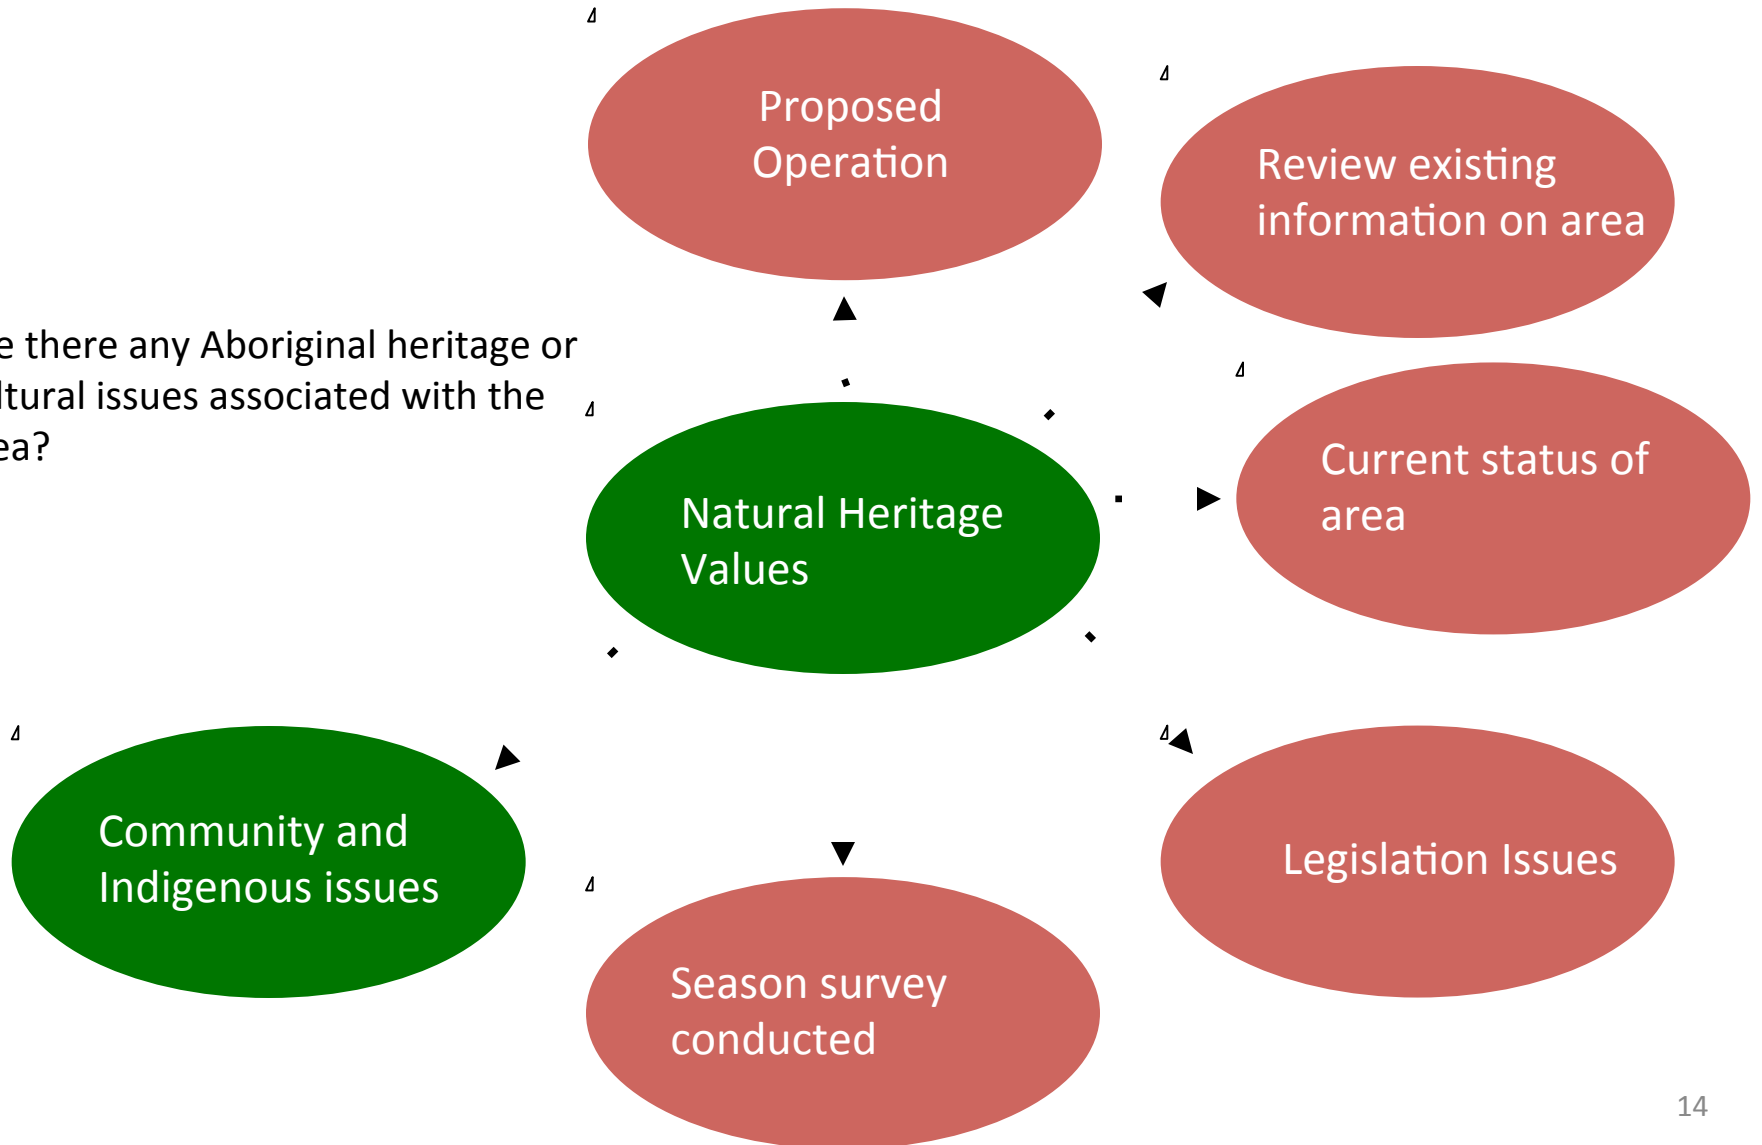 Proposed
Operation
Review existing
information on area
e there any Aboriginal heritage or
ltural issues associated with the
ea?
Current status of
area
Natural Heritage
Values
Community and
Indigenous issues
Legislation Issues
Season survey
conducted
14